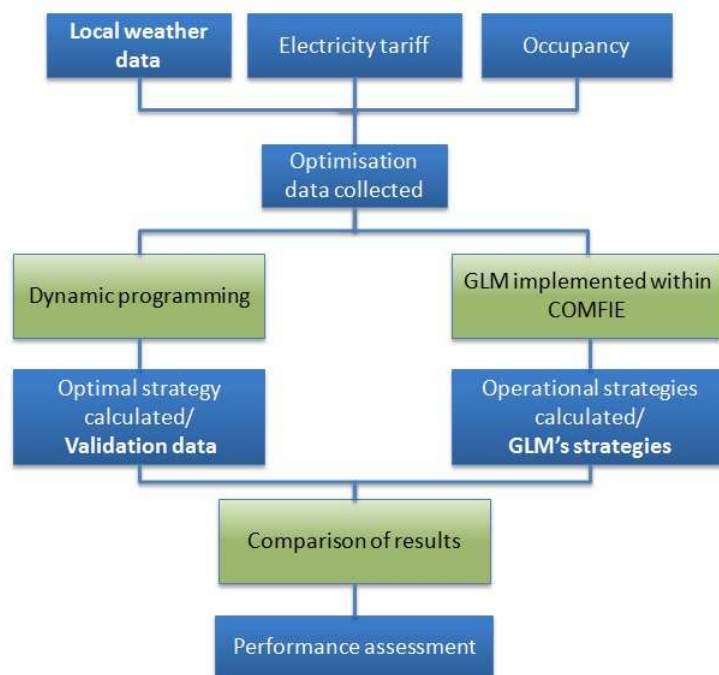 Local weather
data
Electricity tariff
Occupancy
Optimisation
data collected
Dynamic programming
GLM implemented within
COMFIE
Optimal strategy
calculated/
Validation data
Operational strategies
calculated/
GLM's strategies
Comparison of results
Performance assessment